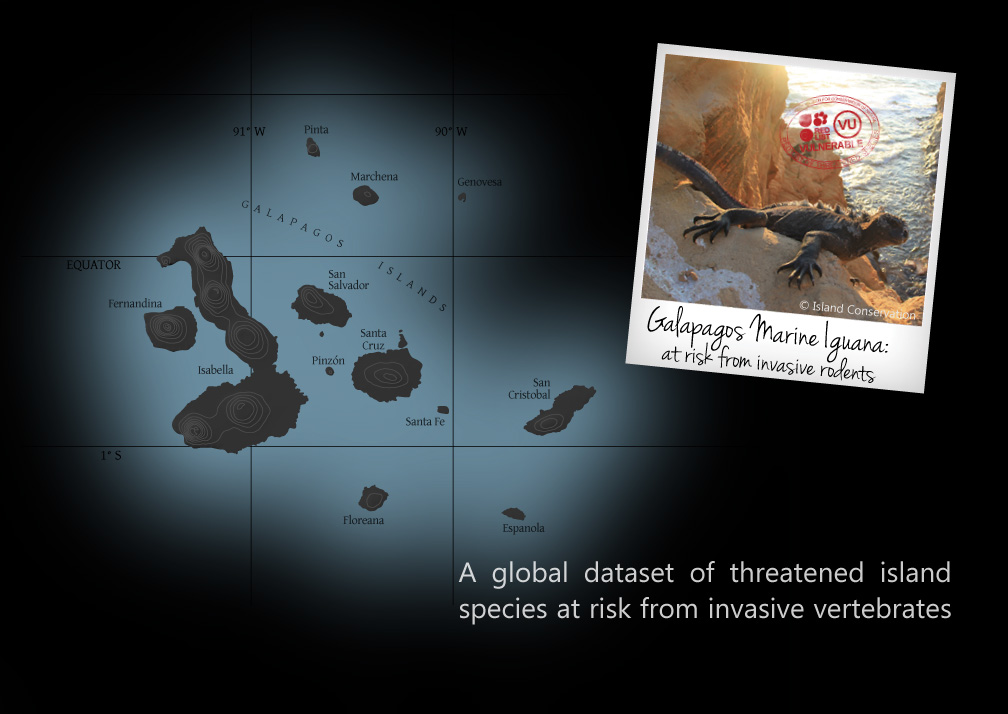 91° W
90° W
Pinta
Marchena
Genovesa
GALAPAGOS
ISLANDS
EQUATOR
Fernandina
San
Salvador
Santa
Cruz
Pinzón
Isabella
Santa Fe
San
Cristobal
1° S
Floreana
Espanola
RED
LIST
VU
VULNERABLE
© Island Conservation
Galapagos Marine Iguana:
at risk from invasive rodents
A global dataset of threatened island
species at risk from invasive vertebrates